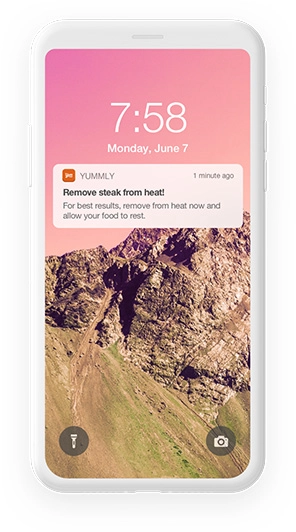 7:58
Monday, June 7
YUMMLY 1 minute ago
Remove steak from heat!
For best results, remove from heat now and
allow your food to rest.